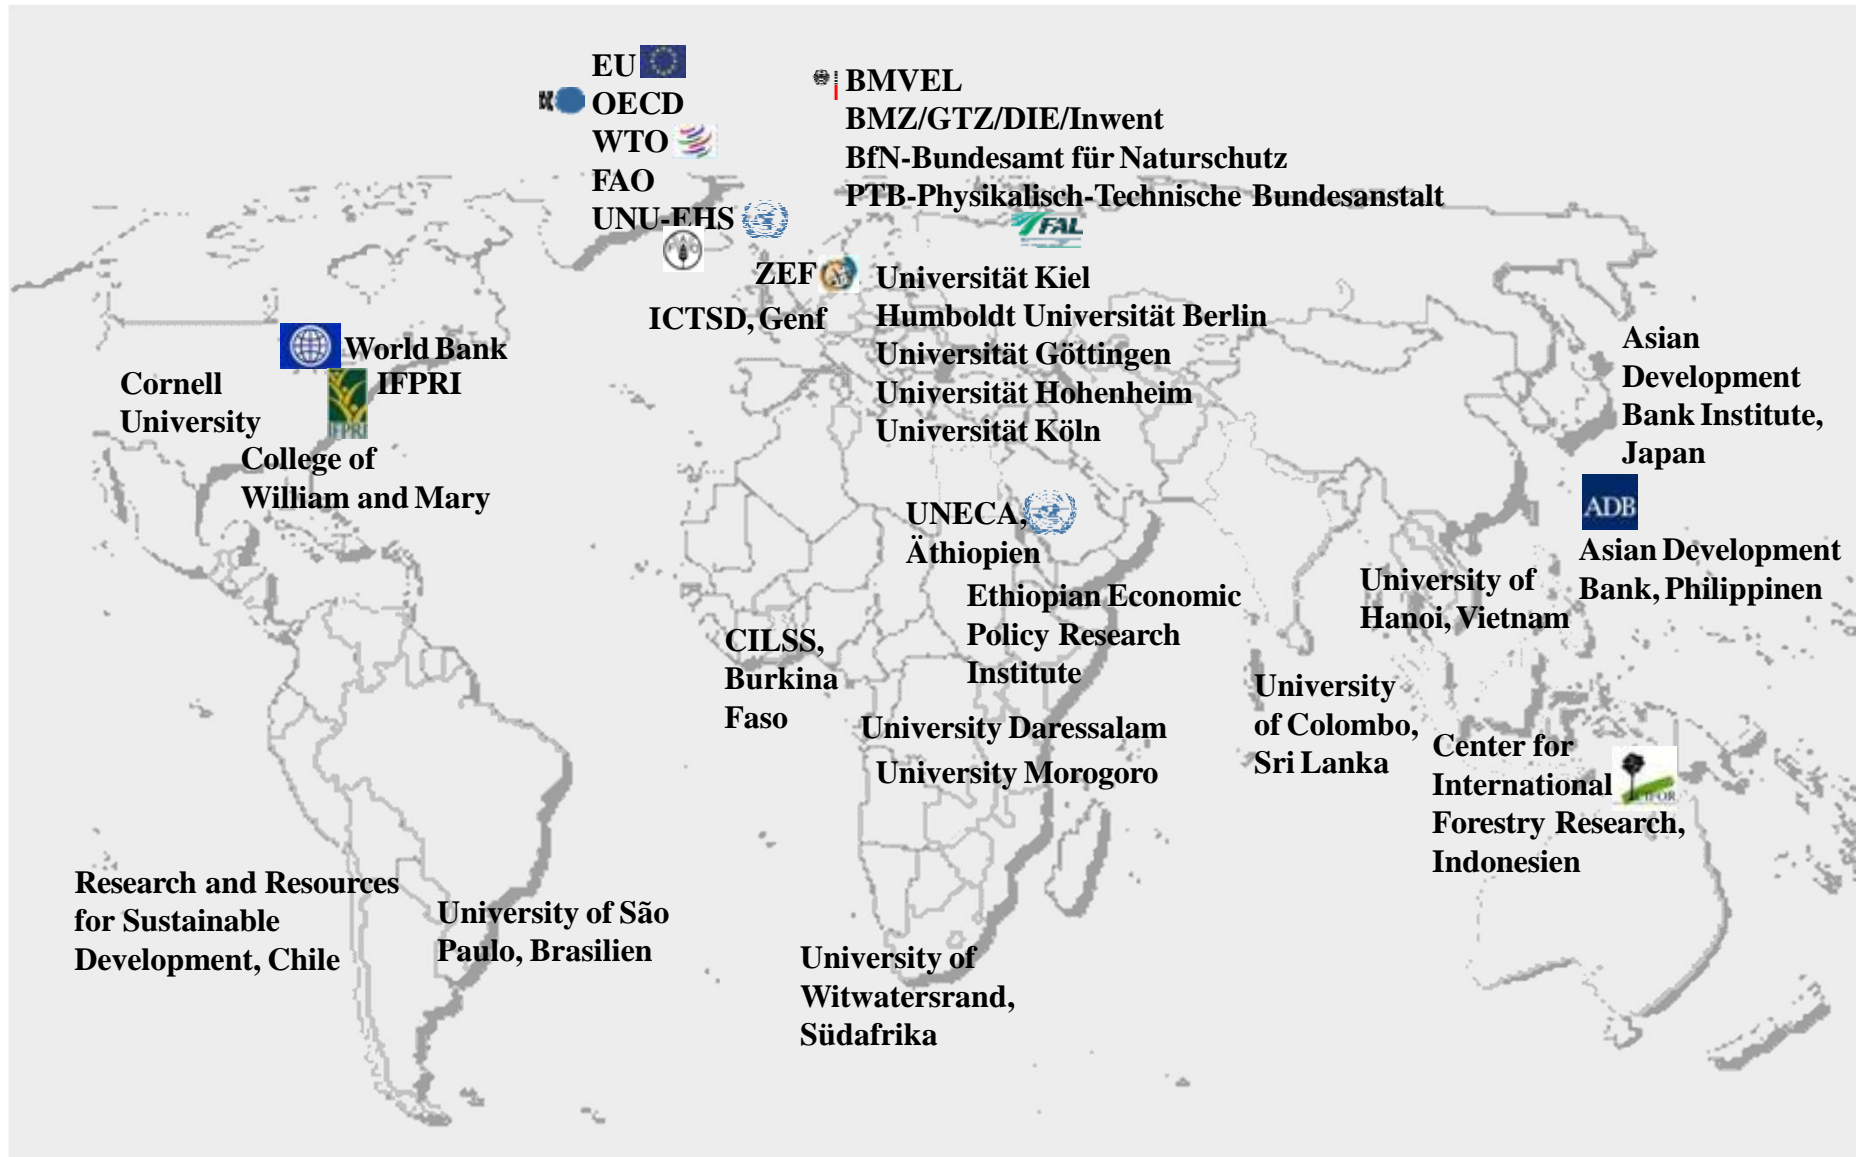 EU
OECD
WTO
FAO
UNU-EHS
BMVEL
BMZ/GTZ/DIE/Inwent
BfN-Bundesamt für Naturschutz
PTB-Physikalisch-Technische Bundesanstalt
FAL
ZEF
ICTSD, Genf
Universität Kiel
Humboldt Universität Berlin
Universität Göttingen
Universität Hohenheim
Universität Köln
World Bank
IFPRI
IFPRI
Cornell
University
College of
William and Mary
Asian
Development
Bank Institute,
Japan
ADB
Asian Development
Bank, Philippinen
UNECA,
Äthiopien
Ethiopian Economic
Policy Research
Institute
University of
Hanoi, Vietnam
CILSS,
Burkina
Faso
University Daressalam
University Morogoro
University
of Colombo,
Sri Lanka
Center for
International
Forestry Research,
Indonesien
CIFOR
Research and Resources
for Sustainable
Development, Chile
University of São
Paulo, Brasilien
University of
Witwatersrand,
Südafrika